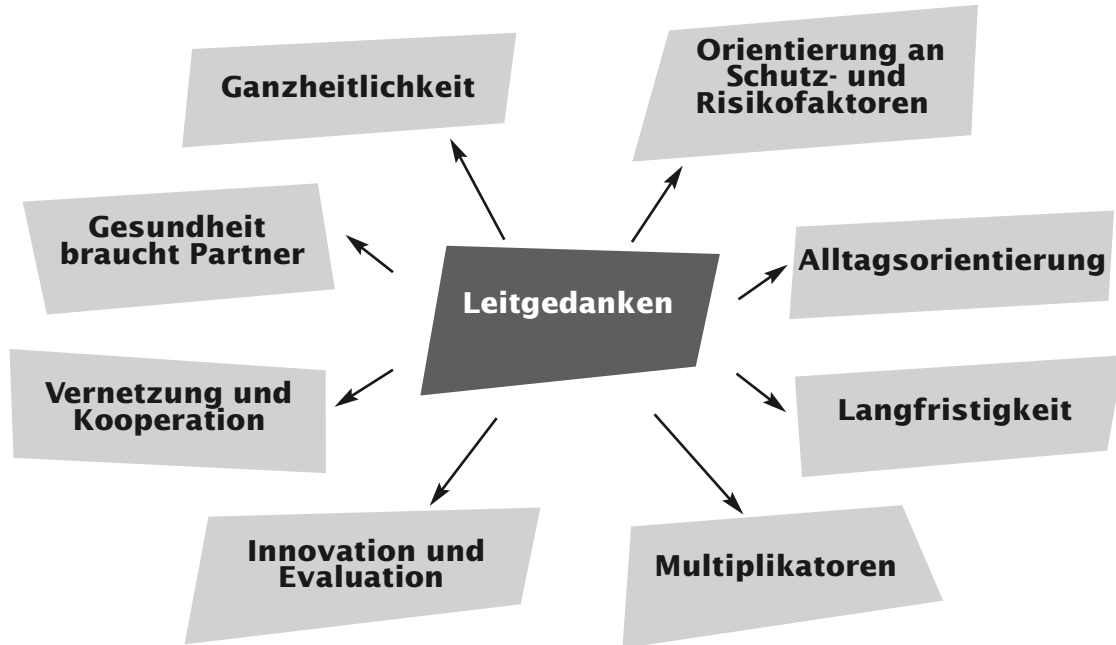 Ganzheitlichkeit
Orientierung an
Schutz- und
Risikofaktoren
Gesundheit
braucht Partner
Leitgedanken
Alltagsorientierung
Vernetzung und
Kooperation
Langfristigkeit
Innovation und
Evaluation
Multiplikatoren